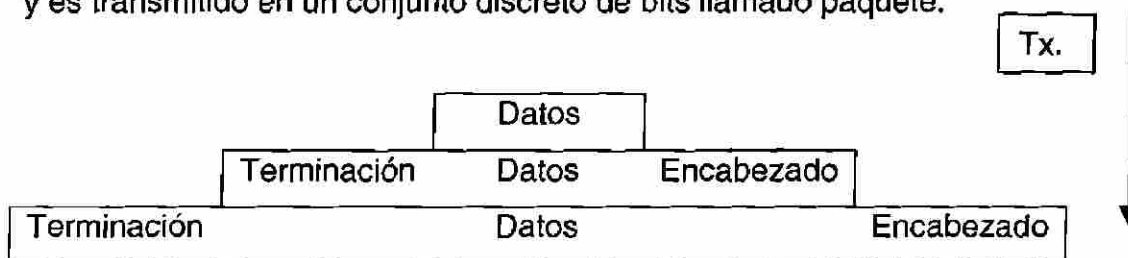 y es transmitido en un conjunto discreto de bits llamado paquete.
Tx.
Datos
Terminación Datos Encabezado
Terminación Datos Encabezado